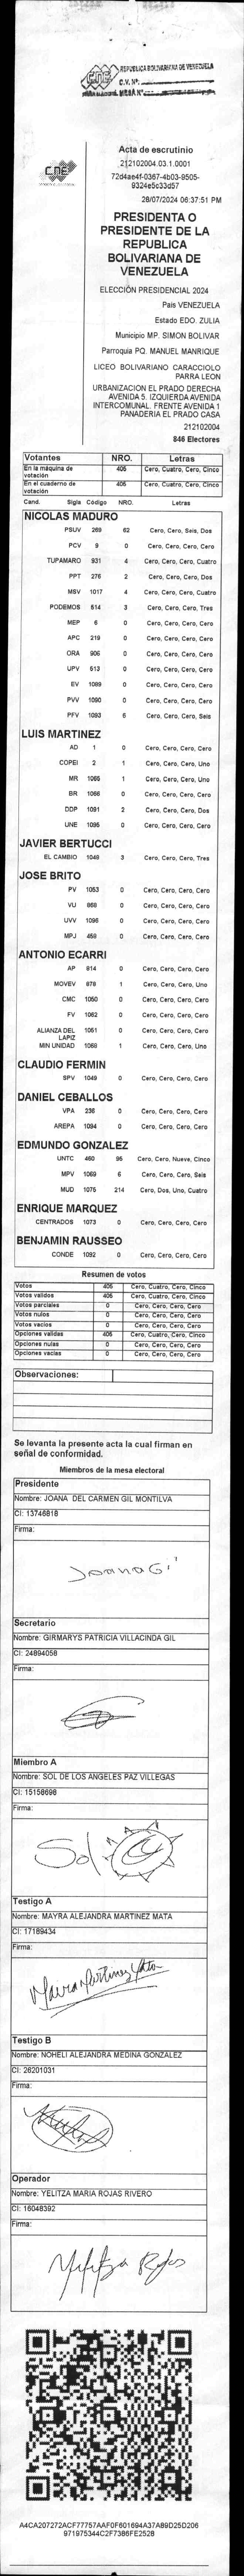 CNE
REPUBLICA BOLIVARIANA DE VENEZUELA
C.V. Nº.
MESA Nº
CNE
Acta de escrutinio
212102004.03.1.0001
72d4ae4f-0367-4b03-9505-
9324e5c33d57
28/07/2024 06:37:51 PM
PRESIDENTA O
PRESIDENTE DE LA
REPUBLICA
BOLIVARIANA DE
VENEZUELA
ELECCIÓN PRESIDENCIAL 2024
País VENEZUELA
Estado EDO. ZULIA
Municipio MP. SIMON BOLIVAR
Parroquia PQ. MANUEL MANRIQUE
LICEO BOLIVARIANO CARACCIOLO
PARRA LEON
URBANIZACION EL PRADO DERECHA
AVENIDA 5. IZQUIERDA AVENIDA
INTERCOMUNAL. FRENTE AVENIDA 1
PANADERIA EL PRADO CASA
212102004
846 Electores
Votantes NRO. Letras
En la máquina de votación 405 Cero, Cuatro, Cero, Cinco
En el cuaderno de votación 405 Cero, Cuatro, Cero, Cinco
Cand. Sigla Código NRO. Letras
NICOLAS MADURO
PSUV 269 62 Cero, Cero, Seis, Dos
PCV 9 0 Cero, Cero, Cero, Cero
TUPAMARO 931 4 Cero, Cero, Cero, Cuatro
PPT 276 2 Cero, Cero, Cero, Dos
MSV 1017 4 Cero, Cero, Cero, Cuatro
PODEMOS 614 3 Cero, Cero, Cero, Tres
MEP 6 0 Cero, Cero, Cero, Cero
APC 219 0 Cero, Cero, Cero, Cero
ORA 906 0 Cero, Cero, Cero, Cero
UPV 513 0 Cero, Cero, Cero, Cero
EV 1089 0 Cero, Cero, Cero, Cero
PVV 1090 0 Cero, Cero, Cero, Cero
PFV 1093 6 Cero, Cero, Cero, Seis
LUIS MARTINEZ
AD 1 0 Cero, Cero, Cero, Cero
COPEI 2 1 Cero, Cero, Cero, Uno
MR 1065 1 Cero, Cero, Cero, Uno
BR 1066 0 Cero, Cero, Cero, Cero
DDP 1091 2 Cero, Cero, Cero, Dos
UNE 1095 0 Cero, Cero, Cero, Cero
JAVIER BERTUCCI
EL CAMBIO 1048 3 Cero, Cero, Cero, Tres
JOSE BRITO
PV 1053 0 Cero, Cero, Cero, Cero
VU 868 0 Cero, Cero, Cero, Cero
UVV 1096 0 Cero, Cero, Cero, Cero
MPJ 459 0 Cero, Cero, Cero, Cero
ANTONIO ECARRI
AP 814 0 Cero, Cero, Cero, Cero
MOVEV 878 1 Cero, Cero, Cero, Uno
CMC 1050 0 Cero, Cero, Cero, Cero
FV 1062 0 Cero, Cero, Cero, Cero
ALIANZA DEL LAPIZ 1051 0 Cero, Cero, Cero, Cero
MIN UNIDAD 1068 1 Cero, Cero, Cero, Uno
CLAUDIO FERMIN
SPV 1049 0 Cero, Cero, Cero, Cero
DANIEL CEBALLOS
VPA 236 0 Cero, Cero, Cero, Cero
AREPA 1094 0 Cero, Cero, Cero, Cero
EDMUNDO GONZALEZ
UNTC 460 95 Cero, Cero, Nueve, Cinco
MPV 1069 6 Cero, Cero, Cero, Seis
MUD 1075 214 Cero, Dos, Uno, Cuatro
ENRIQUE MARQUEZ
CENTRADOS 1073 0 Cero, Cero, Cero, Cero
BENJAMIN RAUSSEO
CONDE 1092 0 Cero, Cero, Cero, Cero
Resumen de votos
Votos 405 Cero, Cuatro, Cero, Cinco
Votos validos 405 Cero, Cuatro, Cero, Cinco
Votos parciales 0 Cero, Cero, Cero, Cero
Votos nulos 0 Cero, Cero, Cero, Cero
Votos vacios 0 Cero, Cero, Cero, Cero
Opciones validas 405 Cero, Cuatro, Cero, Cinco
Opciones nulas 0 Cero, Cero, Cero, Cero
Opciones vacias 0 Cero, Cero, Cero, Cero
Observaciones:
Se levanta la presente acta la cual firman en
señal de conformidad.
Miembros de la mesa electoral
Presidente
Nombre: JOANA DEL CARMEN GIL MONTILVA
CI: 13746818
Firma:
Joana Gil
Secretario
Nombre: GIRMARYS PATRICIA VILLACINDA GIL
CI: 24894058
Firma:
Miembro A
Nombre: SOL DE LOS ANGELES PAZ VILLEGAS
CI: 15158698
Firma:
Sol
Testigo A
Nombre: MAYRA ALEJANDRA MARTINEZ MATA
CI: 17189434
Firma:
Mayra Martinez Mata
Testigo B
Nombre: NOHELI ALEJANDRA MEDINA GONZALEZ
CI: 26201031
Firma:
Operador
Nombre: YELITZA MARIA ROJAS RIVERO
CI: 16048392
Firma:
Yelitza Rojas
A4CA207272ACF77757AAF0F601694A37A89D25D206
971975344C2F7386FE2528